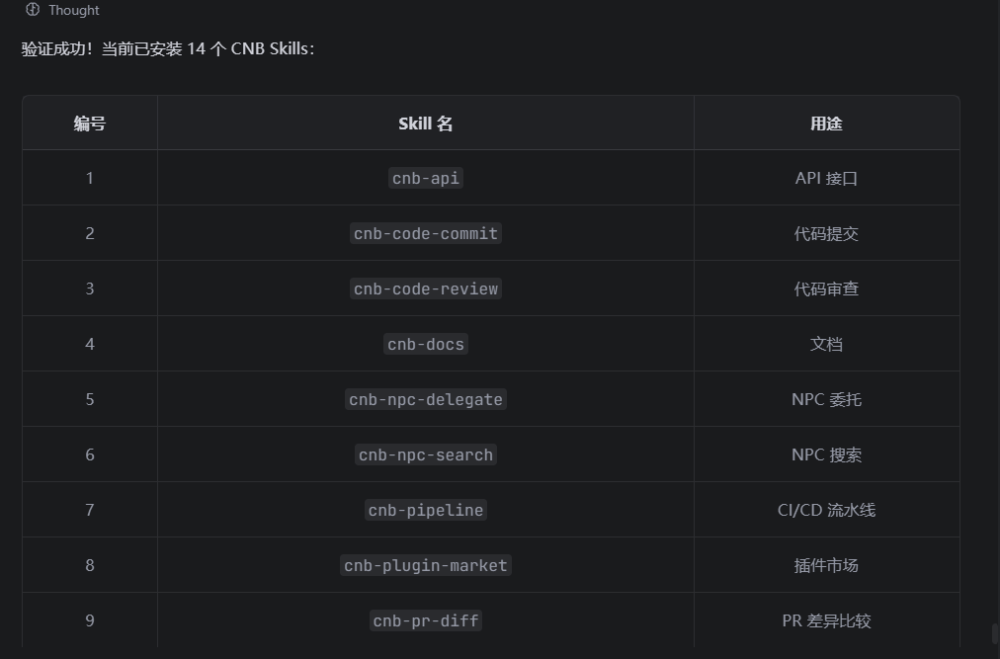 Thought
验证成功！当前已安装 14 个 CNB Skills：
编号 Skill 名 用途
1 cnb-api API 接口
2 cnb-code-commit 代码提交
3 cnb-code-review 代码审查
4 cnb-docs 文档
5 cnb-npc-delegate NPC 委托
6 cnb-npc-search NPC 搜索
7 cnb-pipeline CI/CD 流水线
8 cnb-plugin-market 插件市场
9 cnb-pr-diff PR 差异比较